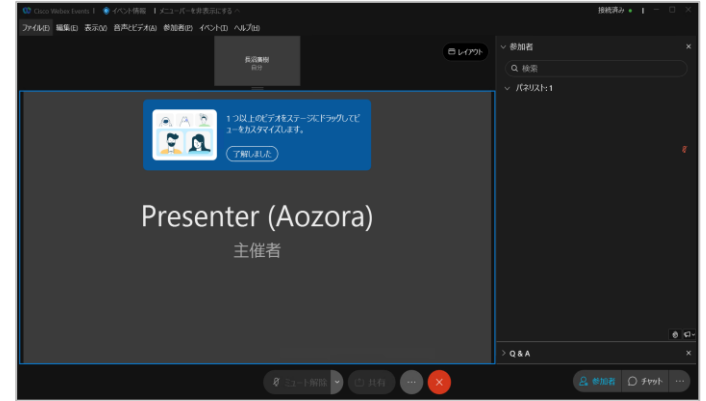 Cisco Webex Events | イベント情報 | メニューバーを非表示にする 接続済み
ファイル(F) 編集(E) 表示(V) 音声とビデオ(A) 参加者(P) イベント(D) ヘルプ(H)
レイアウト
自分
1 つ以上のビデオをステージにドラッグしてビ
ューをカスタマイズします。
了解しました
Presenter (Aozora)
主催者
参加者
検索
パネリスト: 1
Q & A
ミュート解除 共有
参加者 チャット